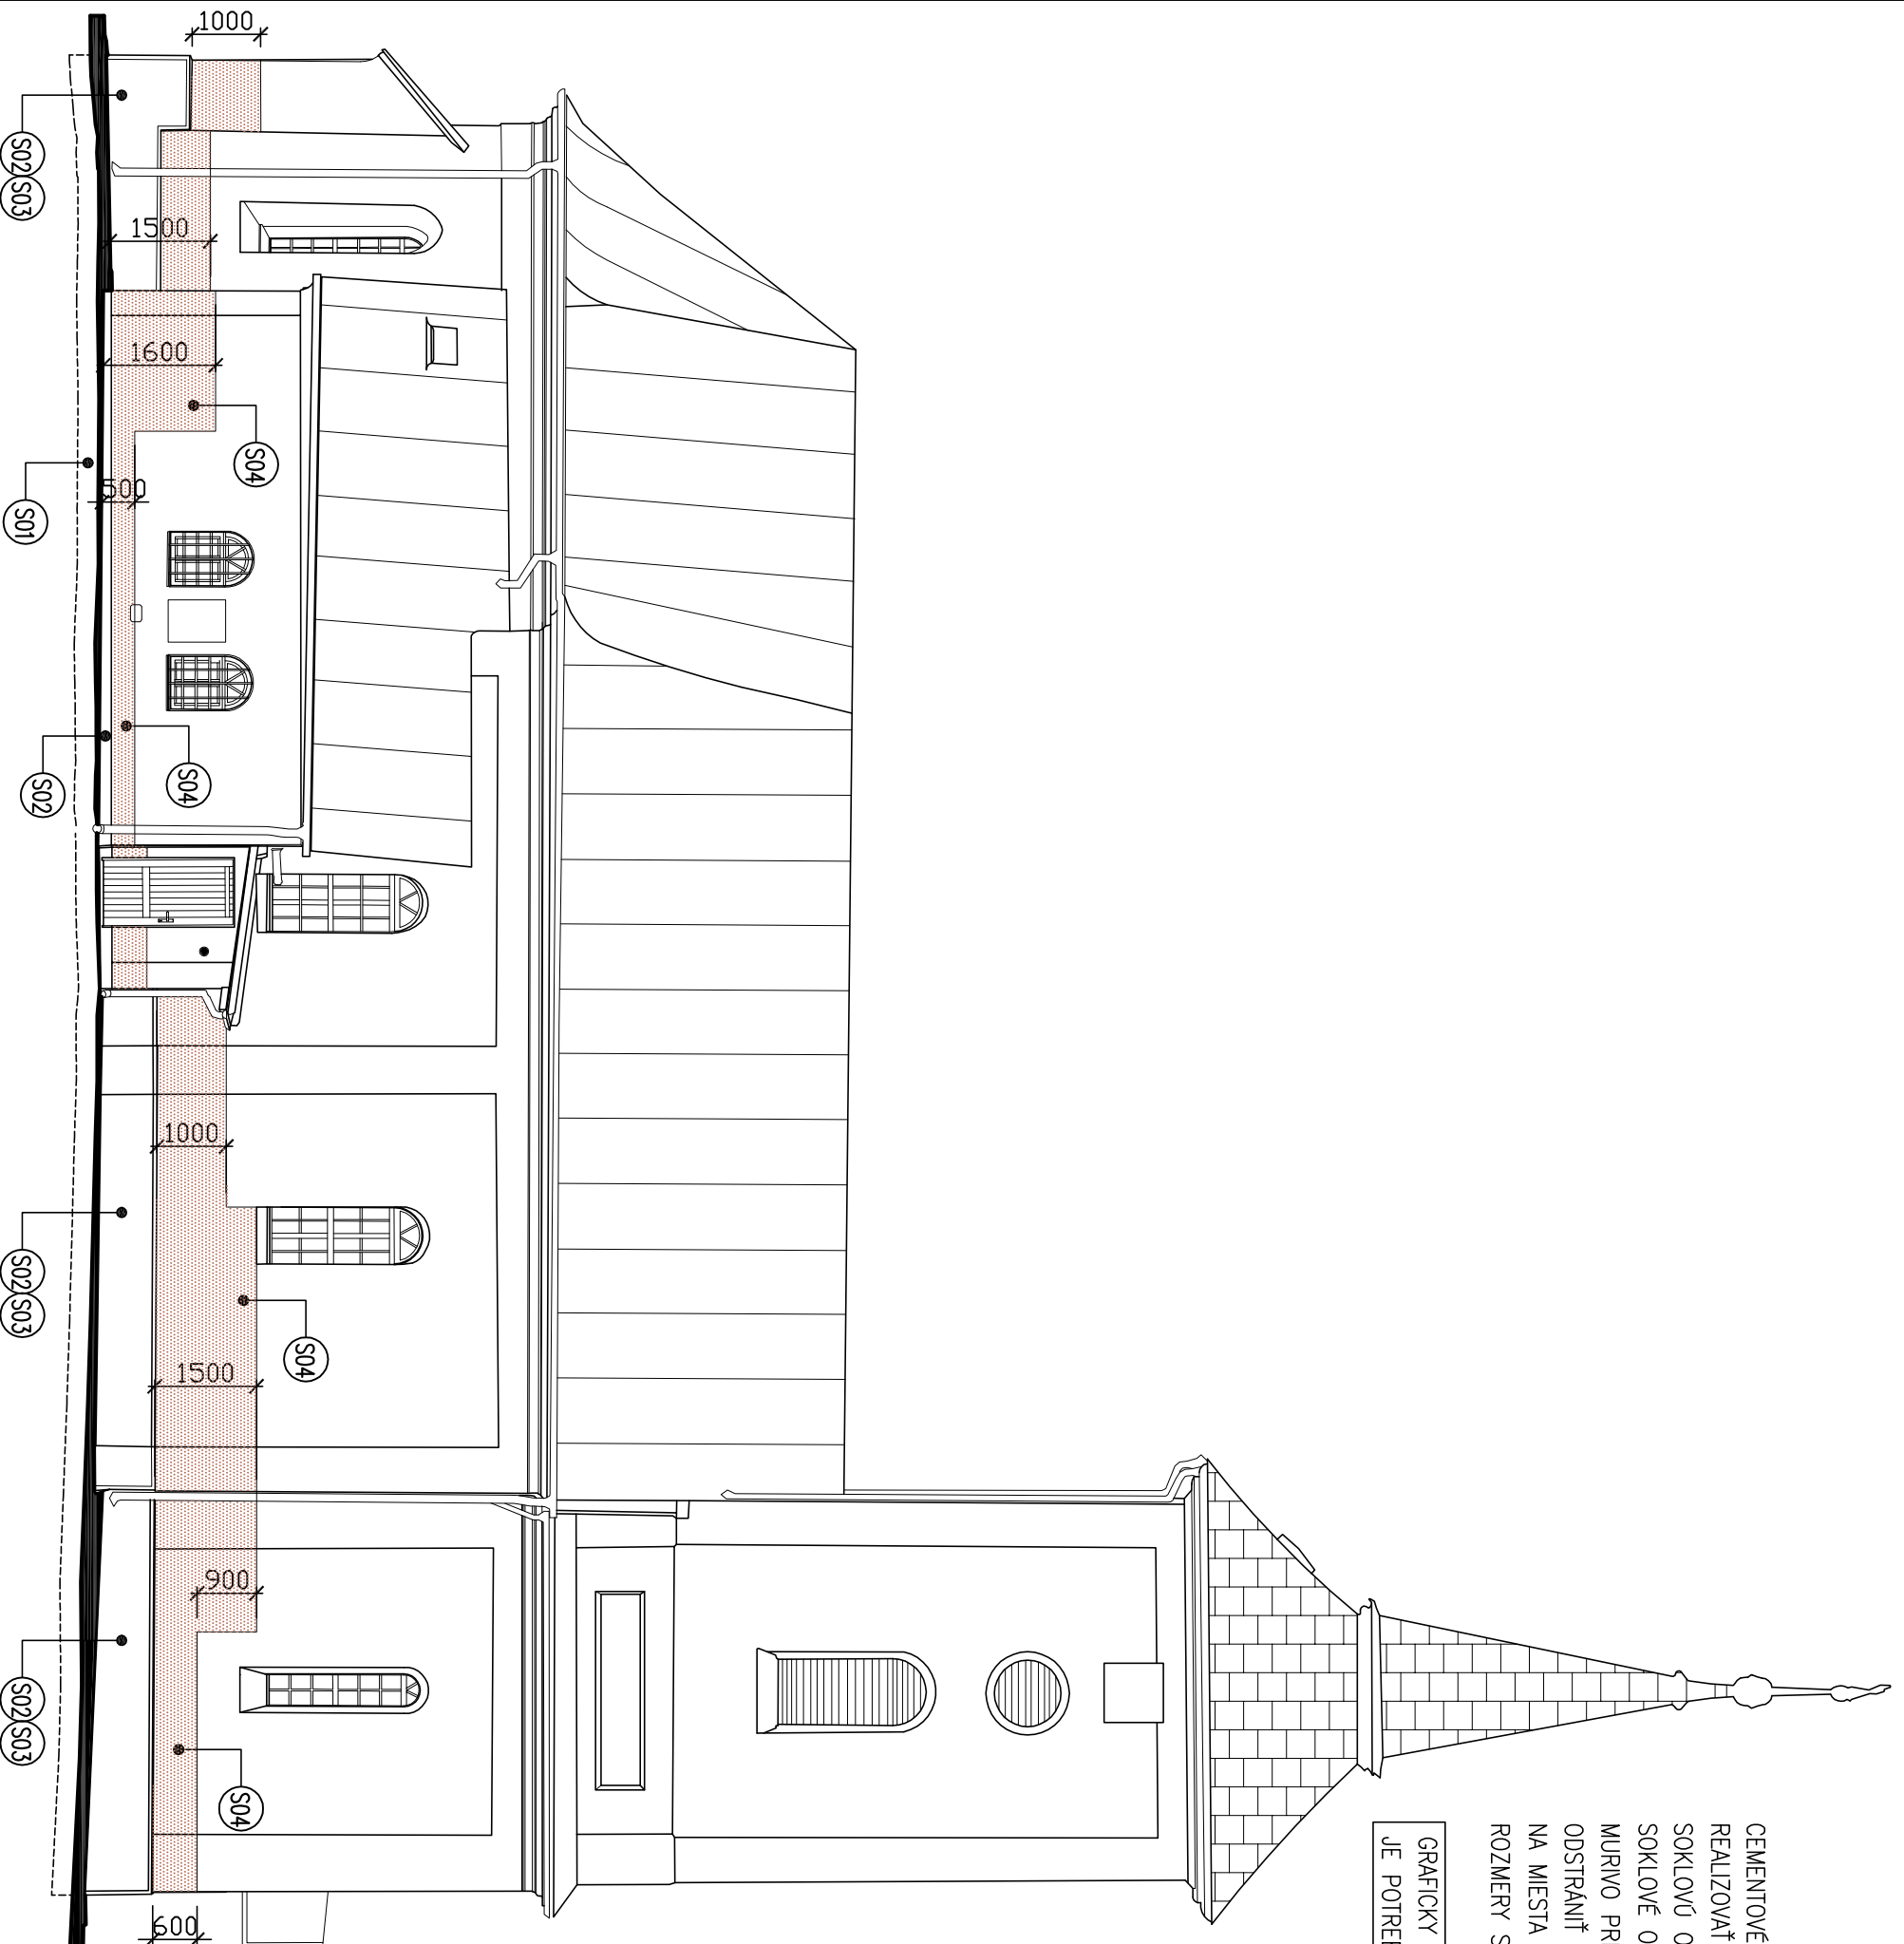 CEMENTOVÉ
REALIZOVAŤ
SOKLOVÚ O
SOKLOVÉ O
MURIVO PR
ODSTRÁNIŤ
NA MIESTA
ROZMERY S
GRAFICKY
JE POTREB
1000
S02 S03
1500
1600
S04
S01
500
S04
S02
1000
S02 S03
S04
1500
900
S02 S03
S04
600